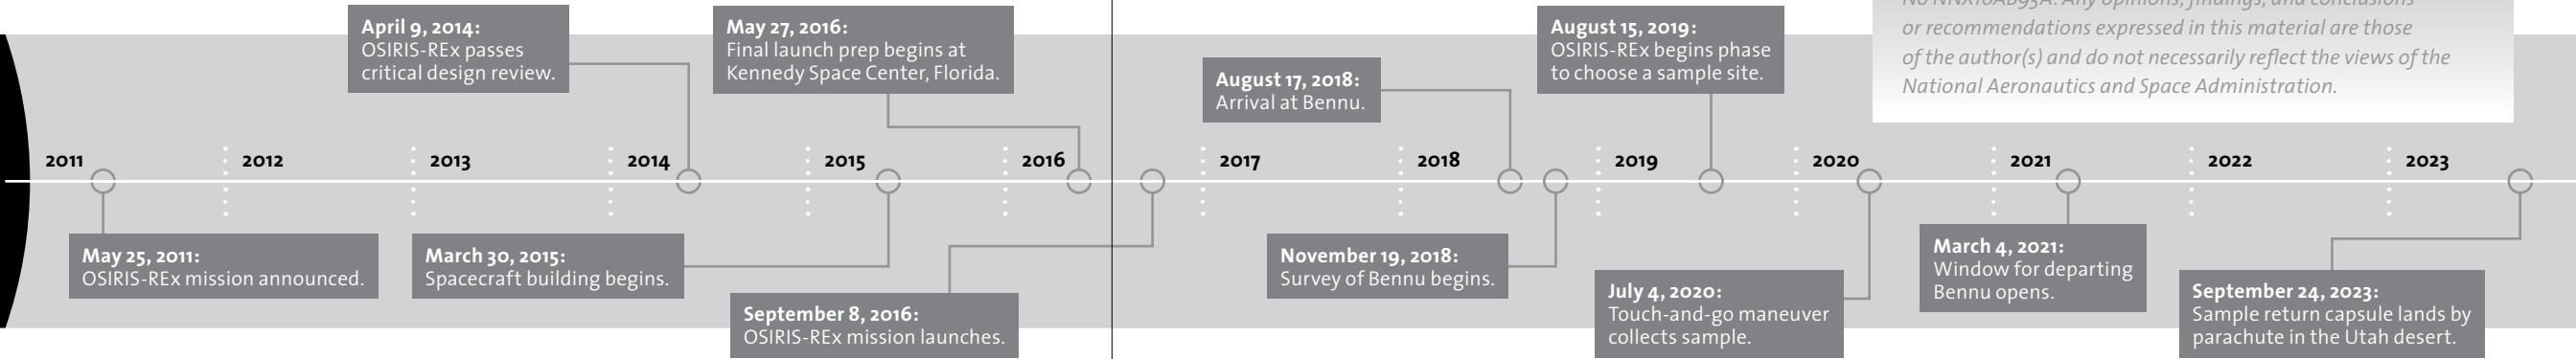 April 9, 2014:
OSIRIS-REx passes
critical design review.
May 27, 2016:
Final launch prep begins at
Kennedy Space Center, Florida.
August 17, 2018:
Arrival at Bennu.
August 15, 2019:
OSIRIS-REx begins phase
to choose a sample site.
No NNX16AB93A. Any opinions, findings, and conclusions
or recommendations expressed in this material are those
of the author(s) and do not necessarily reflect the views of the
National Aeronautics and Space Administration.
2011 2012 2013 2014 2015 2016 2017 2018 2019 2020 2021 2022 2023
May 25, 2011:
OSIRIS-REx mission announced.
March 30, 2015:
Spacecraft building begins.
September 8, 2016:
OSIRIS-REx mission launches.
November 19, 2018:
Survey of Bennu begins.
July 4, 2020:
Touch-and-go maneuver
collects sample.
March 4, 2021:
Window for departing
Bennu opens.
September 24, 2023:
Sample return capsule lands by
parachute in the Utah desert.